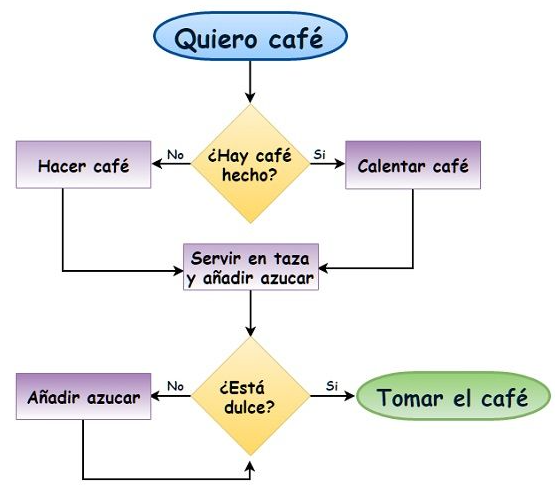 Quiero café
¿Hay café
hecho?
No
Si
Hacer café
Calentar café
Servir en taza
y añadir azucar
¿Está
dulce?
No
Si
Añadir azucar
Tomar el café